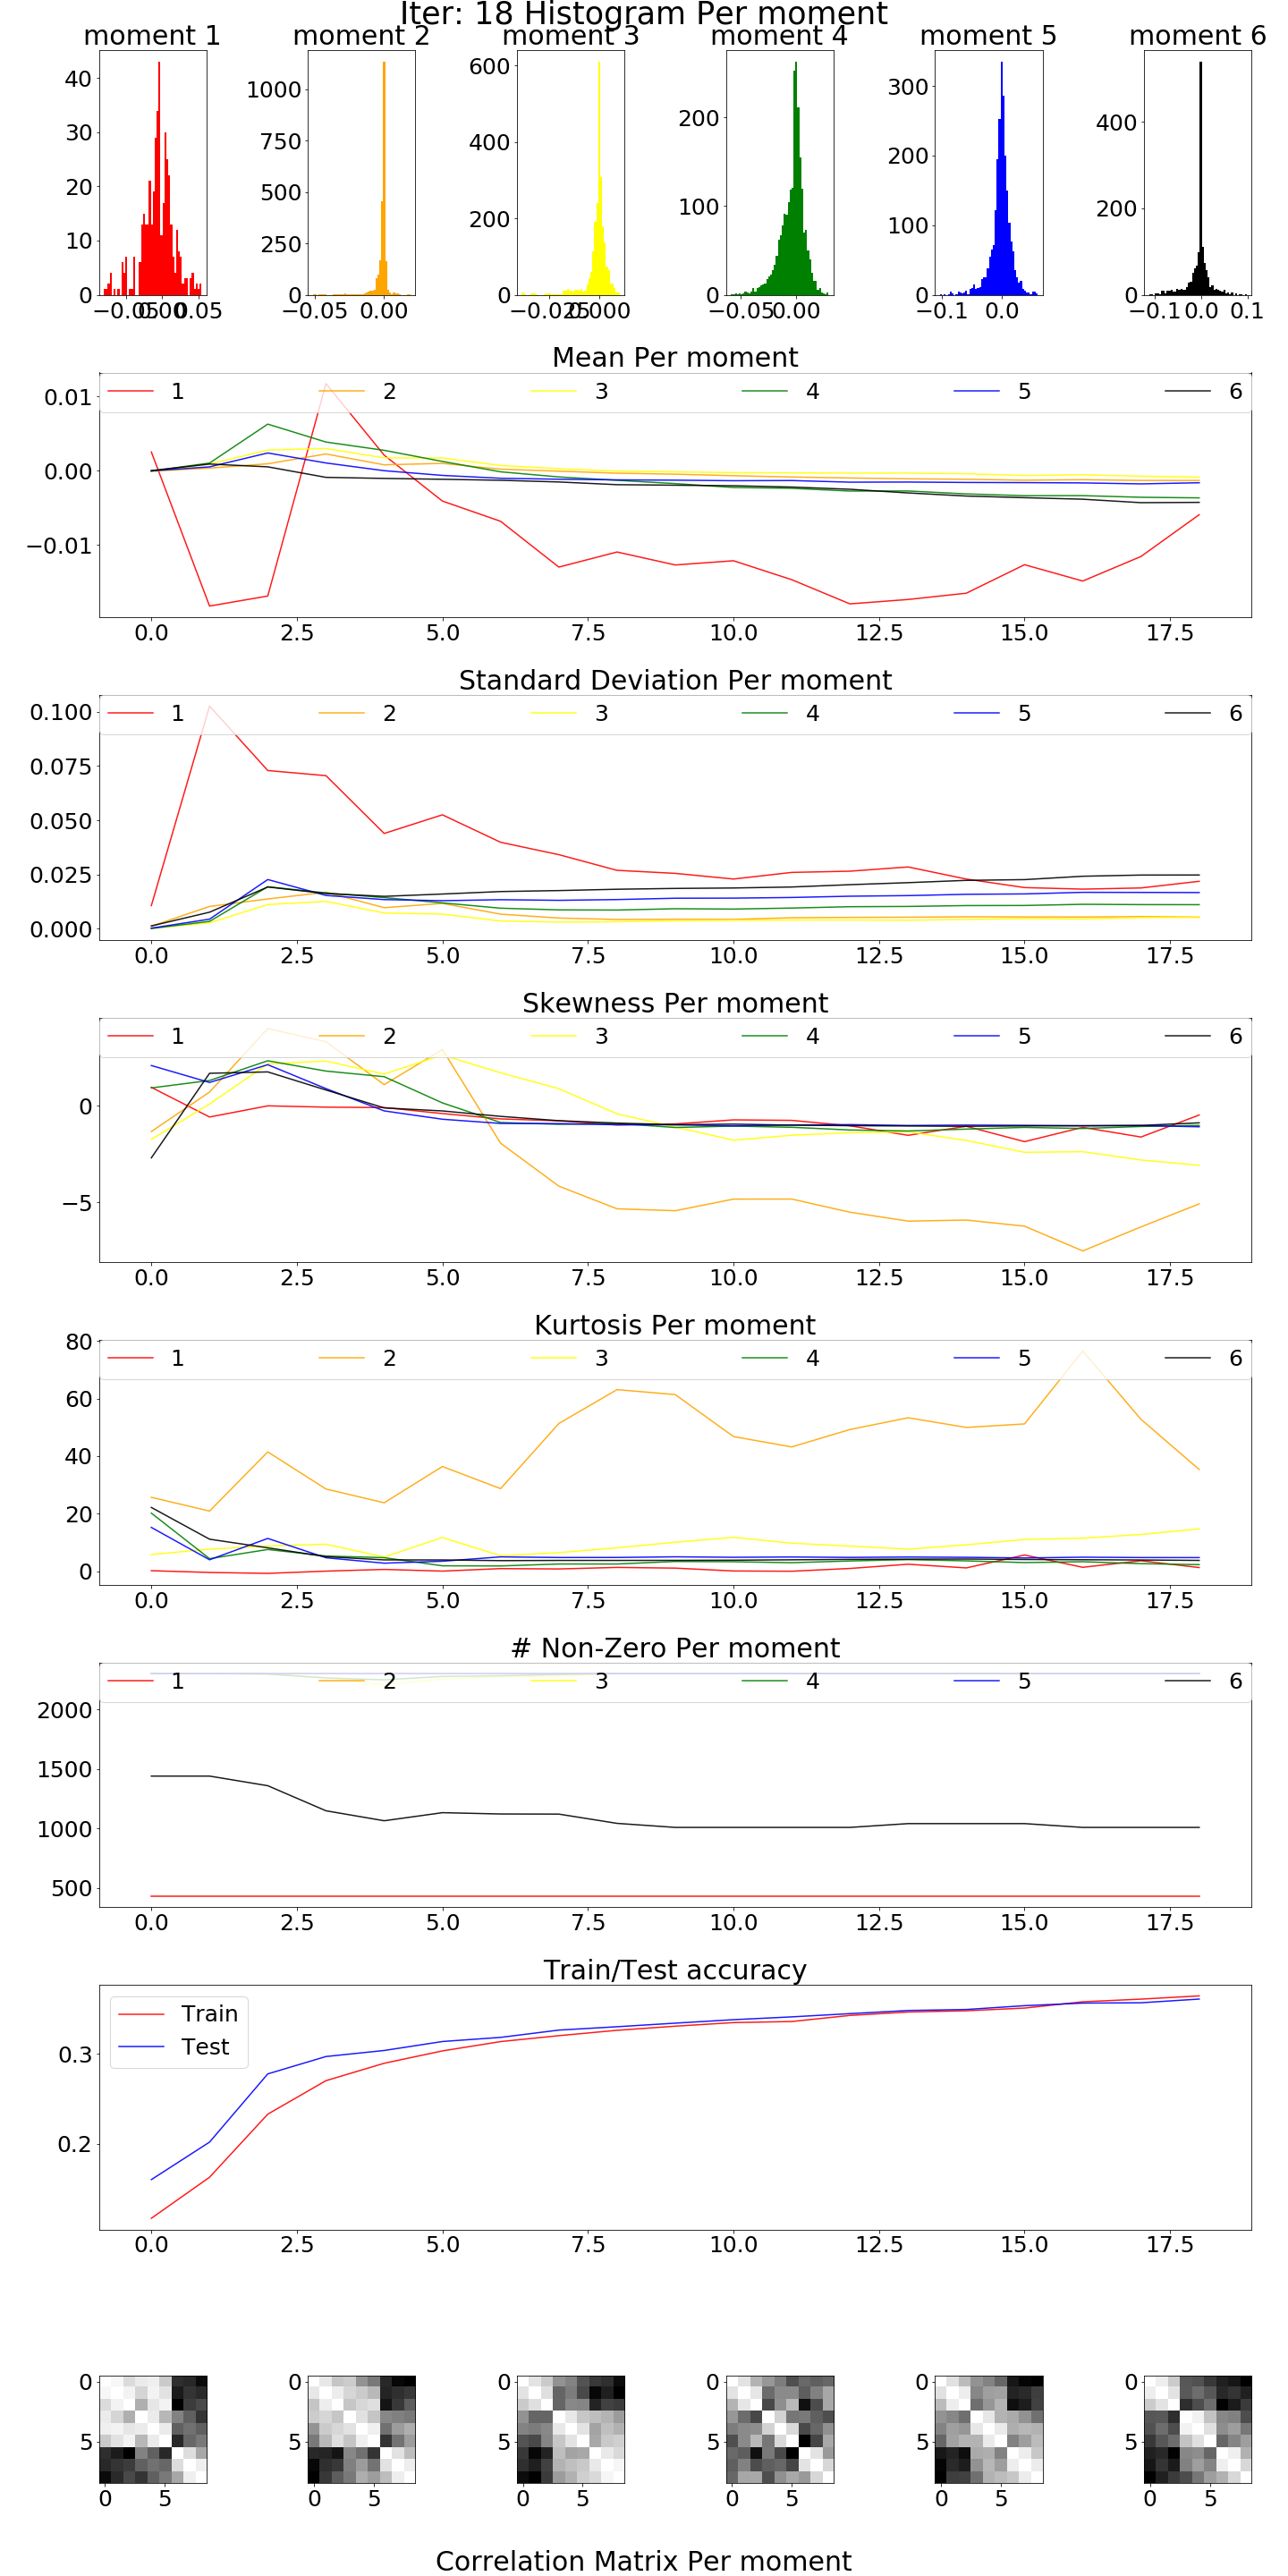 Iter: 18 Histogram Per moment
moment 1 moment 2 moment 3 moment 4 moment 5 moment 6
40 30 20 10 0
−0.05 0.00 0.05
1000 750 500 250 0
−0.05 0.00
600 400 200 0
−0.025 0.000
200 100 0
−0.05 0.00
300 200 100 0
−0.1 0.0
400 200 0
−0.1 0.0 0.1
Mean Per moment
1 2 3 4 5 6
0.01
0.00
−0.01
0.0 2.5 5.0 7.5 10.0 12.5 15.0 17.5
Standard Deviation Per moment
1 2 3 4 5 6
0.100
0.075
0.050
0.025
0.000
0.0 2.5 5.0 7.5 10.0 12.5 15.0 17.5
Skewness Per moment
1 2 3 4 5 6
0
−5
0.0 2.5 5.0 7.5 10.0 12.5 15.0 17.5
Kurtosis Per moment
80
1 2 3 4 5 6
60
40
20
0
0.0 2.5 5.0 7.5 10.0 12.5 15.0 17.5
# Non-Zero Per moment
1 2 3 4 5 6
2000
1500
1000
500
0.0 2.5 5.0 7.5 10.0 12.5 15.0 17.5
Train/Test accuracy
Train
Test
0.3
0.2
0.0 2.5 5.0 7.5 10.0 12.5 15.0 17.5
0 0 0 0 0 0
5 5 5 5 5 5
0 5 0 5 0 5 0 5 0 5 0 5
Correlation Matrix Per moment